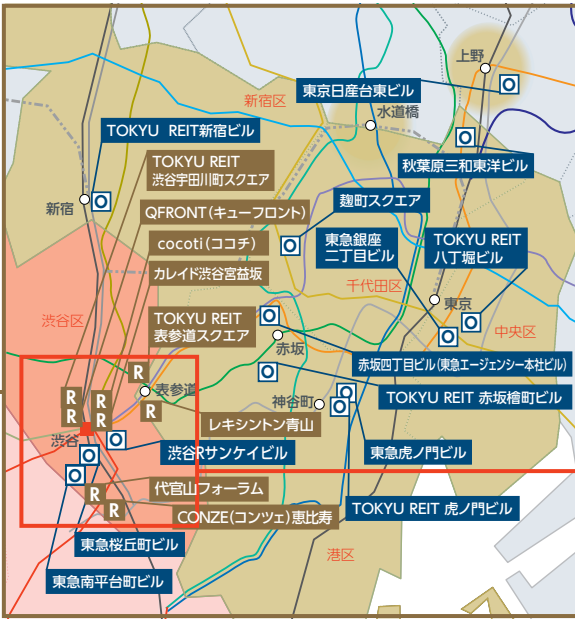 上野
東京日産台東ビル
新宿区
水道橋
TOKYU REIT新宿ビル
秋葉原三和東洋ビル
TOKYU REIT
渋谷宇田川町スクエア
新宿
麹町スクエア
QFRONT(キューフロント)
東急銀座
二丁目ビル
TOKYU REIT
八丁堀ビル
cocoti(ココチ)
カレイド渋谷宮益坂
千代田区
東京
渋谷区
TOKYU REIT
表参道スクエア
中央区
赤坂
赤坂四丁目ビル(東急エージェンシー本社ビル)
R
表参道
TOKYU REIT 赤坂檜町ビル
R
R
R
R
R
神谷町
レキシントン青山
渋谷
渋谷Rサンケイビル
東急虎ノ門ビル
代官山フォーラム
R
R
CONZE(コンツェ)恵比寿
TOKYU REIT 虎ノ門ビル
東急桜丘町ビル
港区
東急南平台町ビル
O
O
O
O
O
O
O
O
O
O
O
O
O